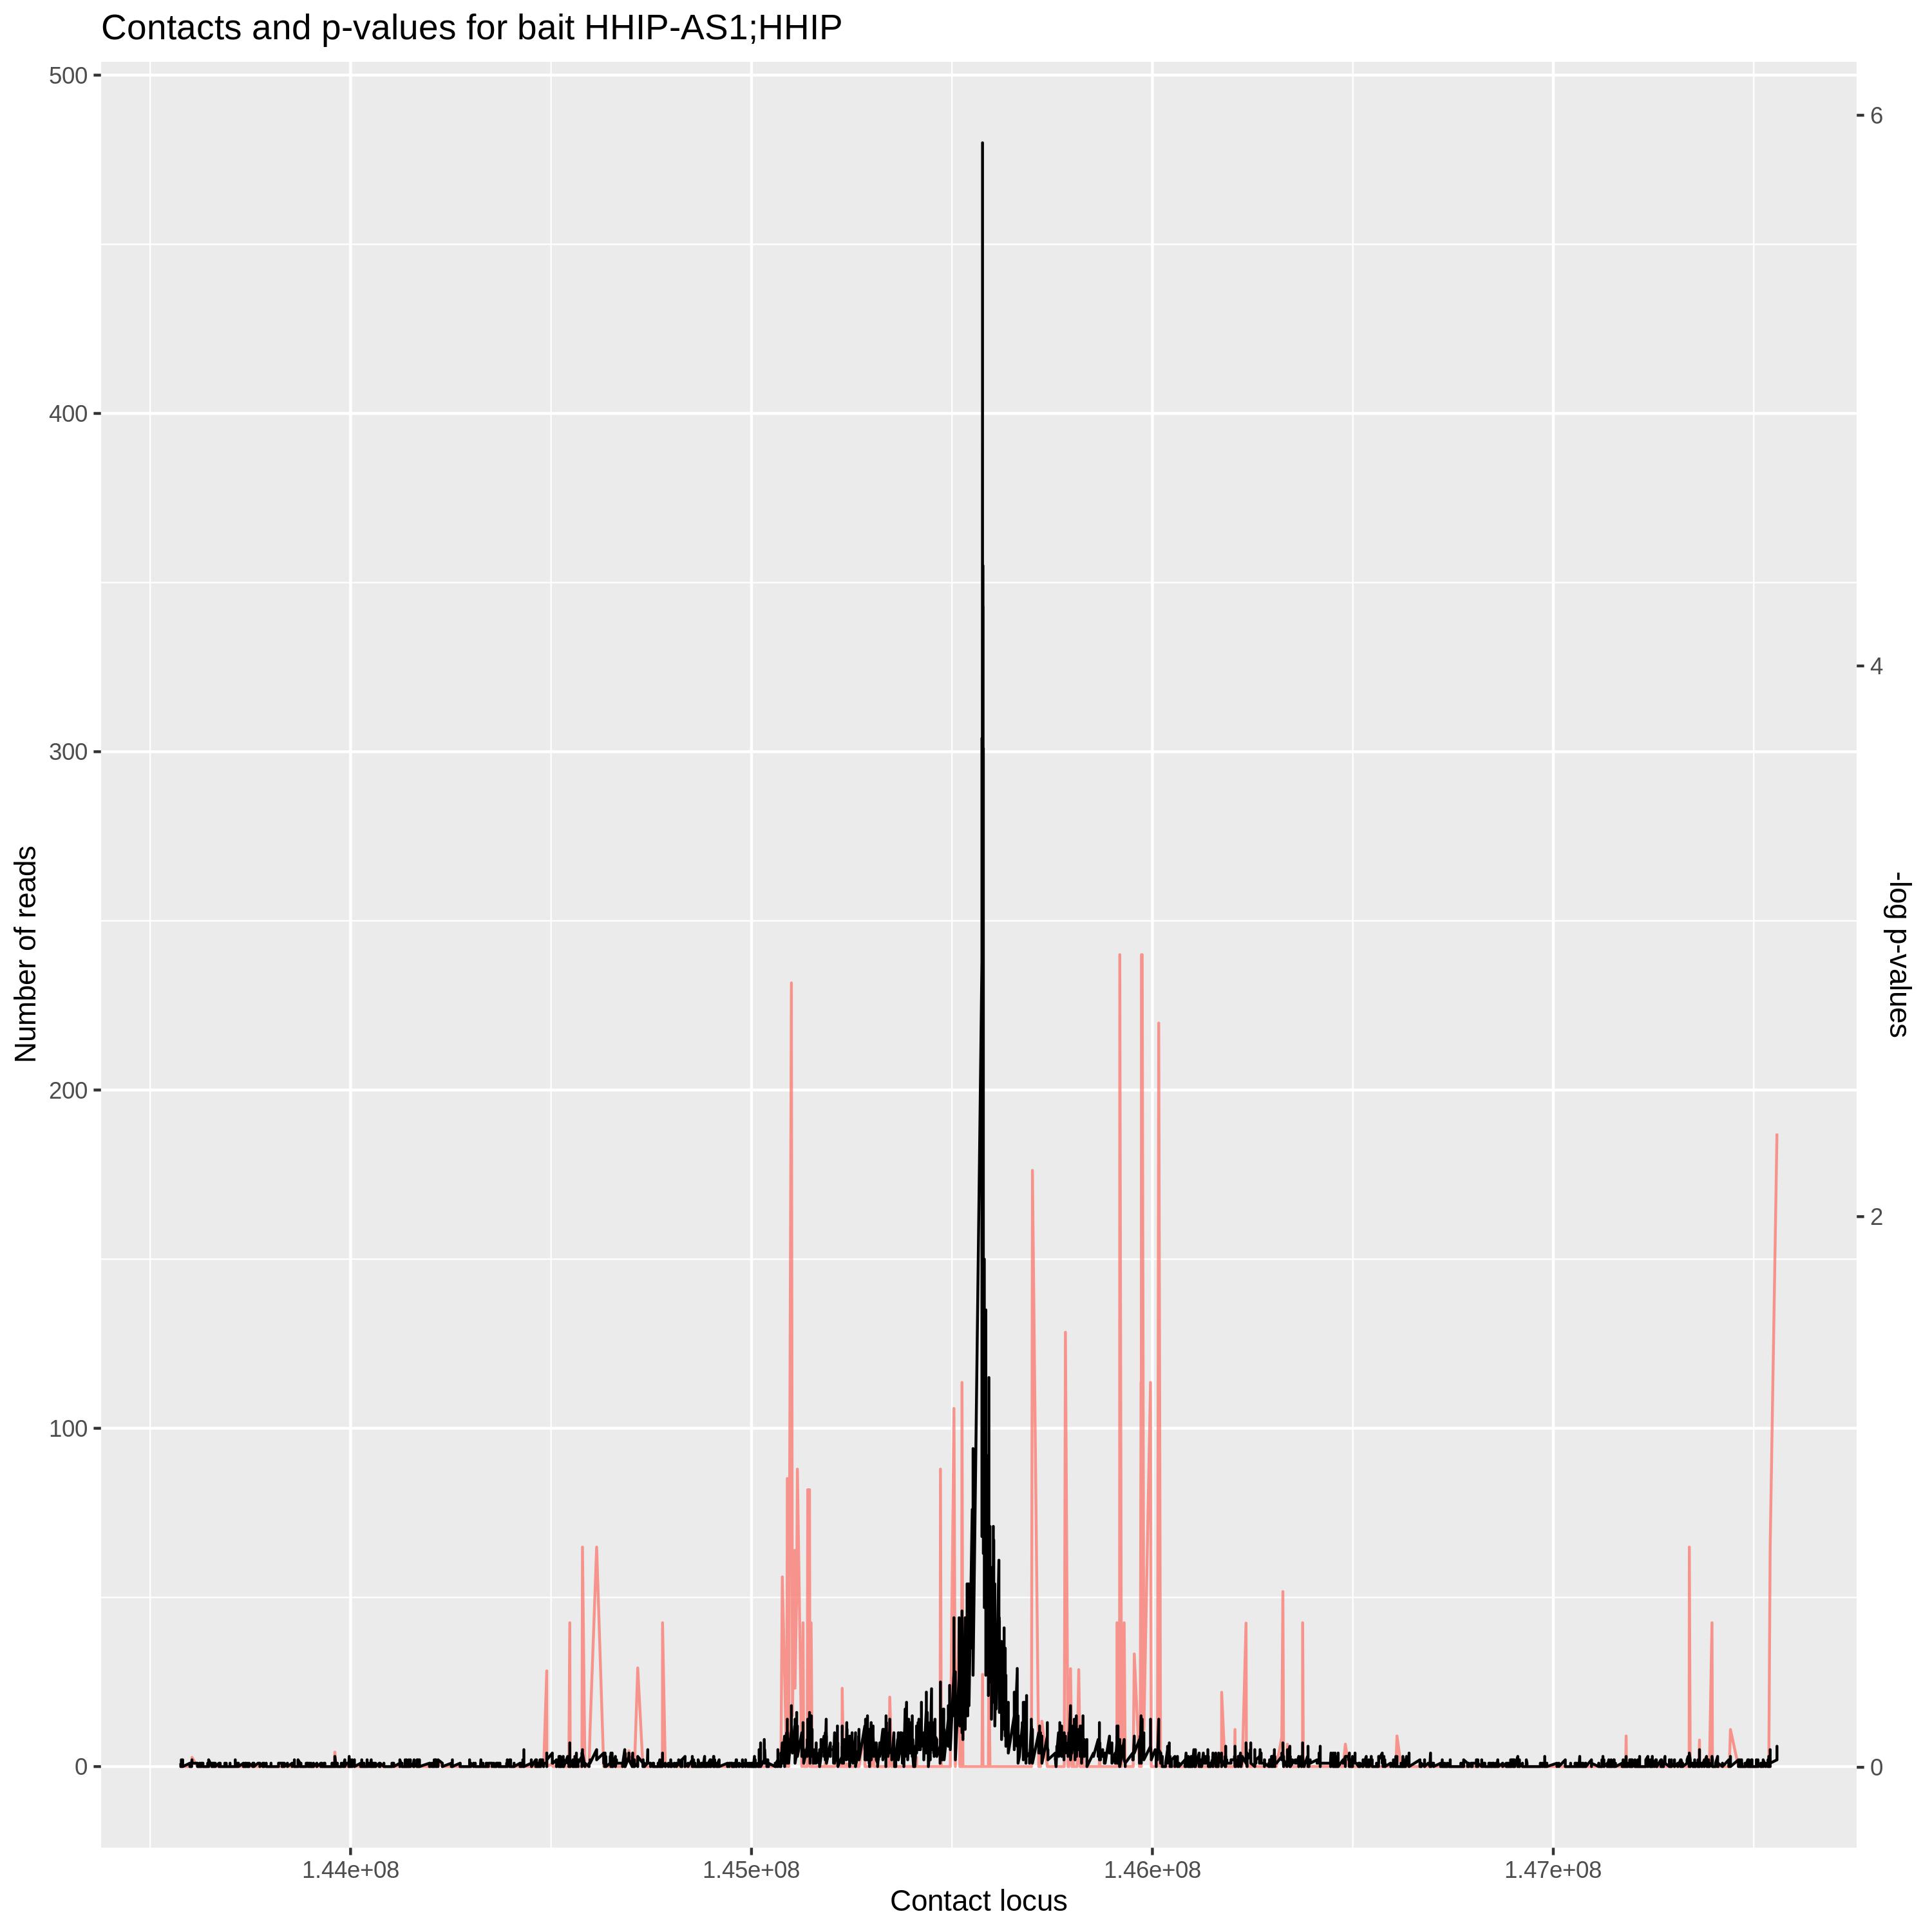 Contacts and p-values for bait HHIP-AS1;HHIP
500
400
300
200
100
0
Number of reads
6
4
2
0
-log p-values
1.44e+08 1.45e+08 1.46e+08 1.47e+08
Contact locus